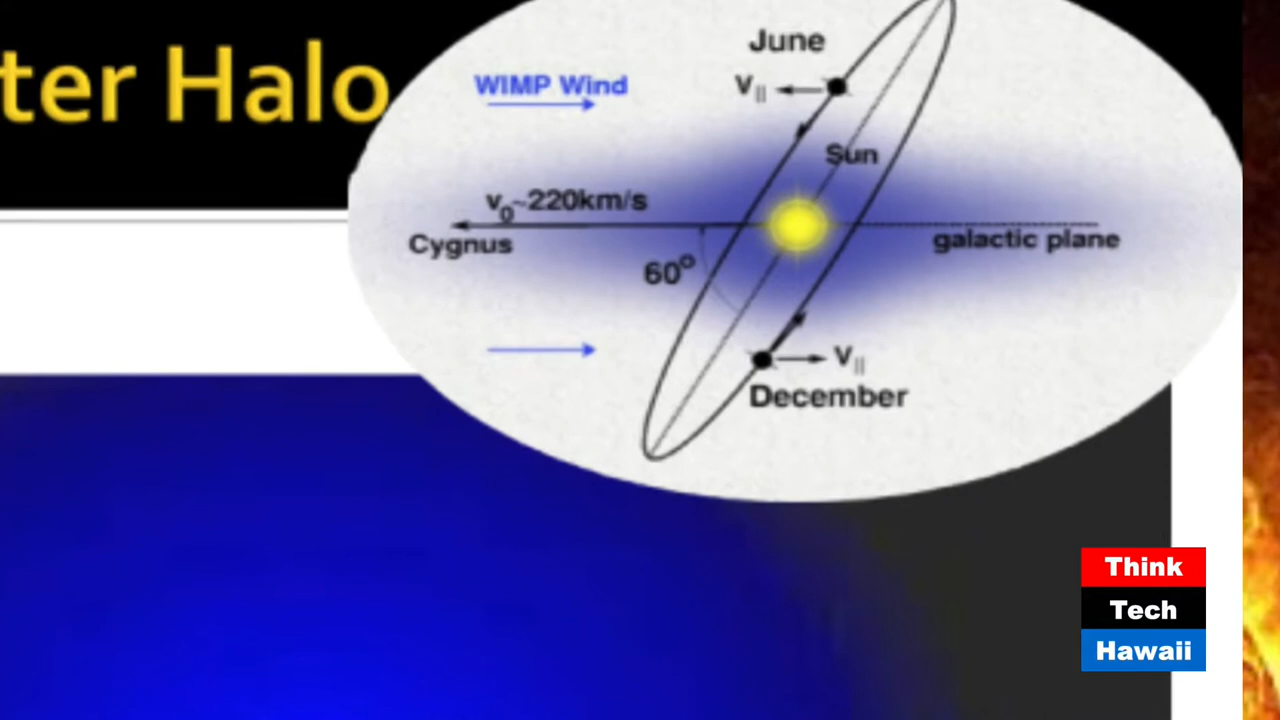 ter Halo
June
WIMP Wind
V||
Sun
v0~220km/s
Cygnus
galactic plane
60°
V||
December
Think
Tech
Hawaii